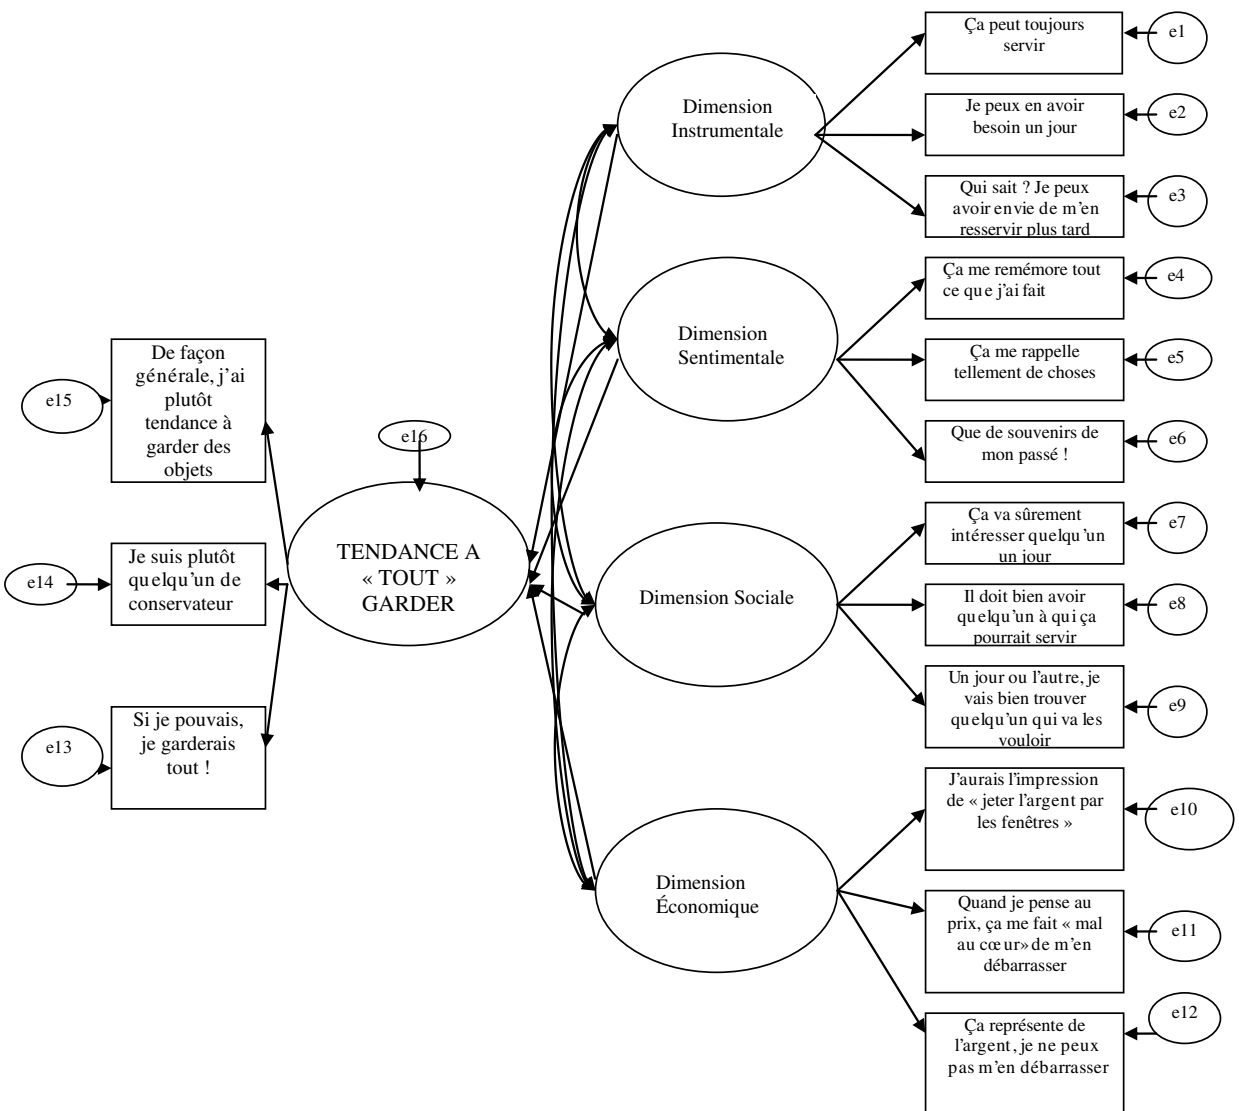 Ça peut toujours
servir
e1
Dimension
Instrumentale
Je peux en avoir
besoin un jour
e2
Qui sait ? Je peux
avoir envie de m'en
resservir plus tard
e3
Ça me remémore tout
ce que j'ai fait
e4
Dimension
Sentimentale
Ça me rappelle
tellement de choses
e5
Que de souvenirs de
mon passé !
e6
De façon
générale, j'ai
plutôt
tendance à
garder des
objets
e15
e16
TENDANCE A
« TOUT »
GARDER
Je suis plutôt
quelqu'un de
conservateur
e14
Si je pouvais,
je garderais
tout !
e13
Ça va sûrement
intéresser quelqu'un
un jour
e7
Dimension Sociale
Il doit bien avoir
quelqu'un à qui ça
pourrait servir
e8
Un jour ou l'autre, je
vais bien trouver
quelqu'un qui va les
vouloir
e9
J'aurais l'impression
de « jeter l'argent par
les fenêtres »
e10
Dimension
Économique
Quand je pense au
prix, ça me fait « mal
au cœur» de m'en
débarrasser
e11
Ça représente de
l'argent, je ne peux
pas m'en débarrasser
e12